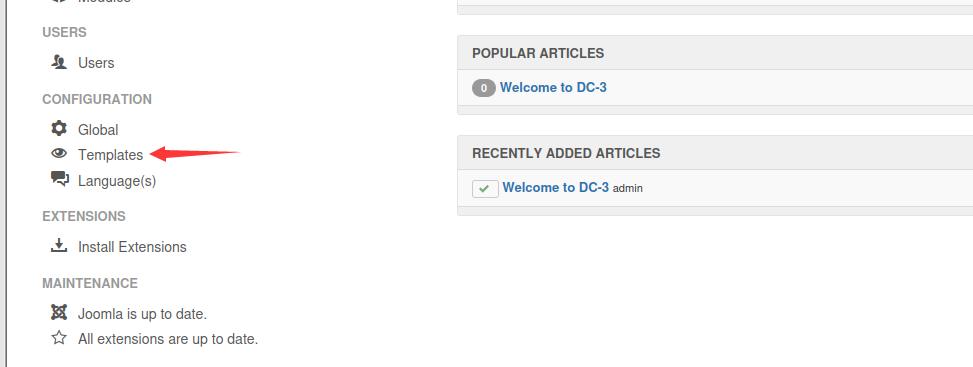 Modules
USERS
Users
CONFIGURATION
Global
Templates
Language(s)
EXTENSIONS
Install Extensions
MAINTENANCE
Joomla is up to date.
All extensions are up to date.
POPULAR ARTICLES
0 Welcome to DC-3
RECENTLY ADDED ARTICLES
Welcome to DC-3 admin